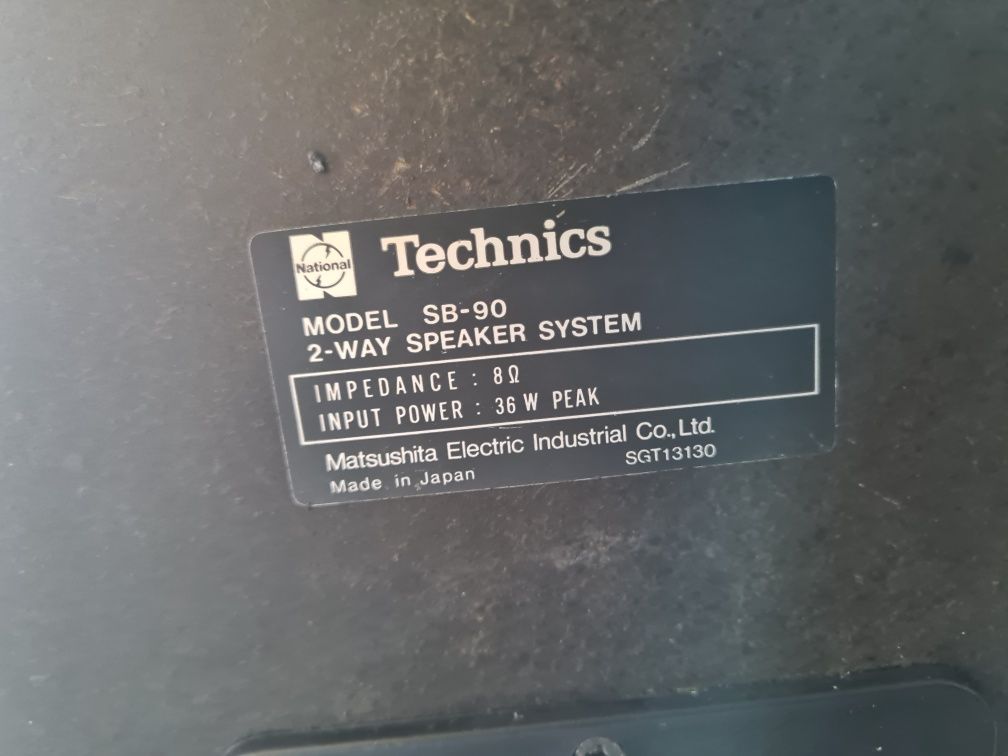 National
Technics
MODEL SB-90
2-WAY SPEAKER SYSTEM
IMPEDANCE : 8Ω
INPUT POWER : 36 W PEAK
Matsushita Electric Industrial Co., Ltd.
Made in Japan SGT13130